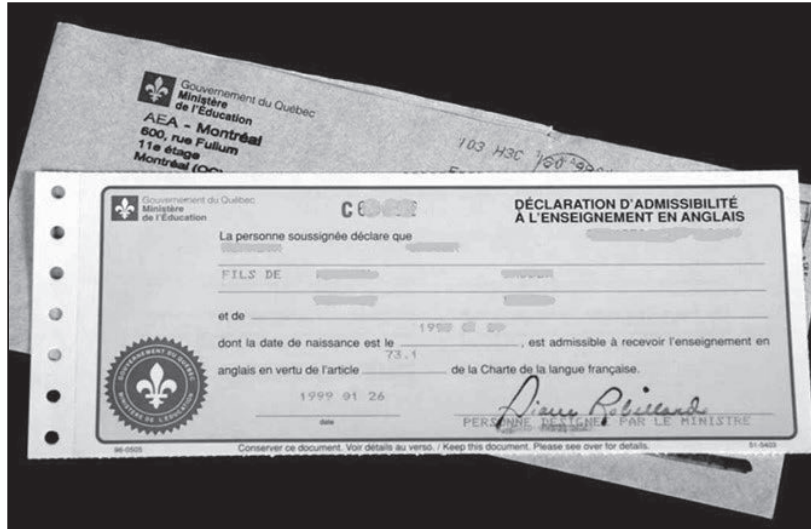 Gouvernement du Québec
Ministère
de l'Éducation
AEA - Montréal
600, rue Fullum
11e étage
Montréal
103 H3C
Gouvernement du Québec
Ministère
de l'Éducation
C
DÉCLARATION D'ADMISSIBILITÉ
À L'ENSEIGNEMENT EN ANGLAIS
La personne soussignée déclare que
FILS DE
et de
dont la date de naissance est le , est admissible à recevoir l'enseignement en
73.1
anglais en vertu de l'article de la Charte de la langue française.
1999 01 26
date
PERSONNE DÉSIGNÉE PAR LE MINISTRE
GOUVERNEMENT DU QUÉBEC
MINISTÈRE DE L'ÉDUCATION
96-0505
Conserver ce document. Voir détails au verso. / Keep this document. Please see over for details.